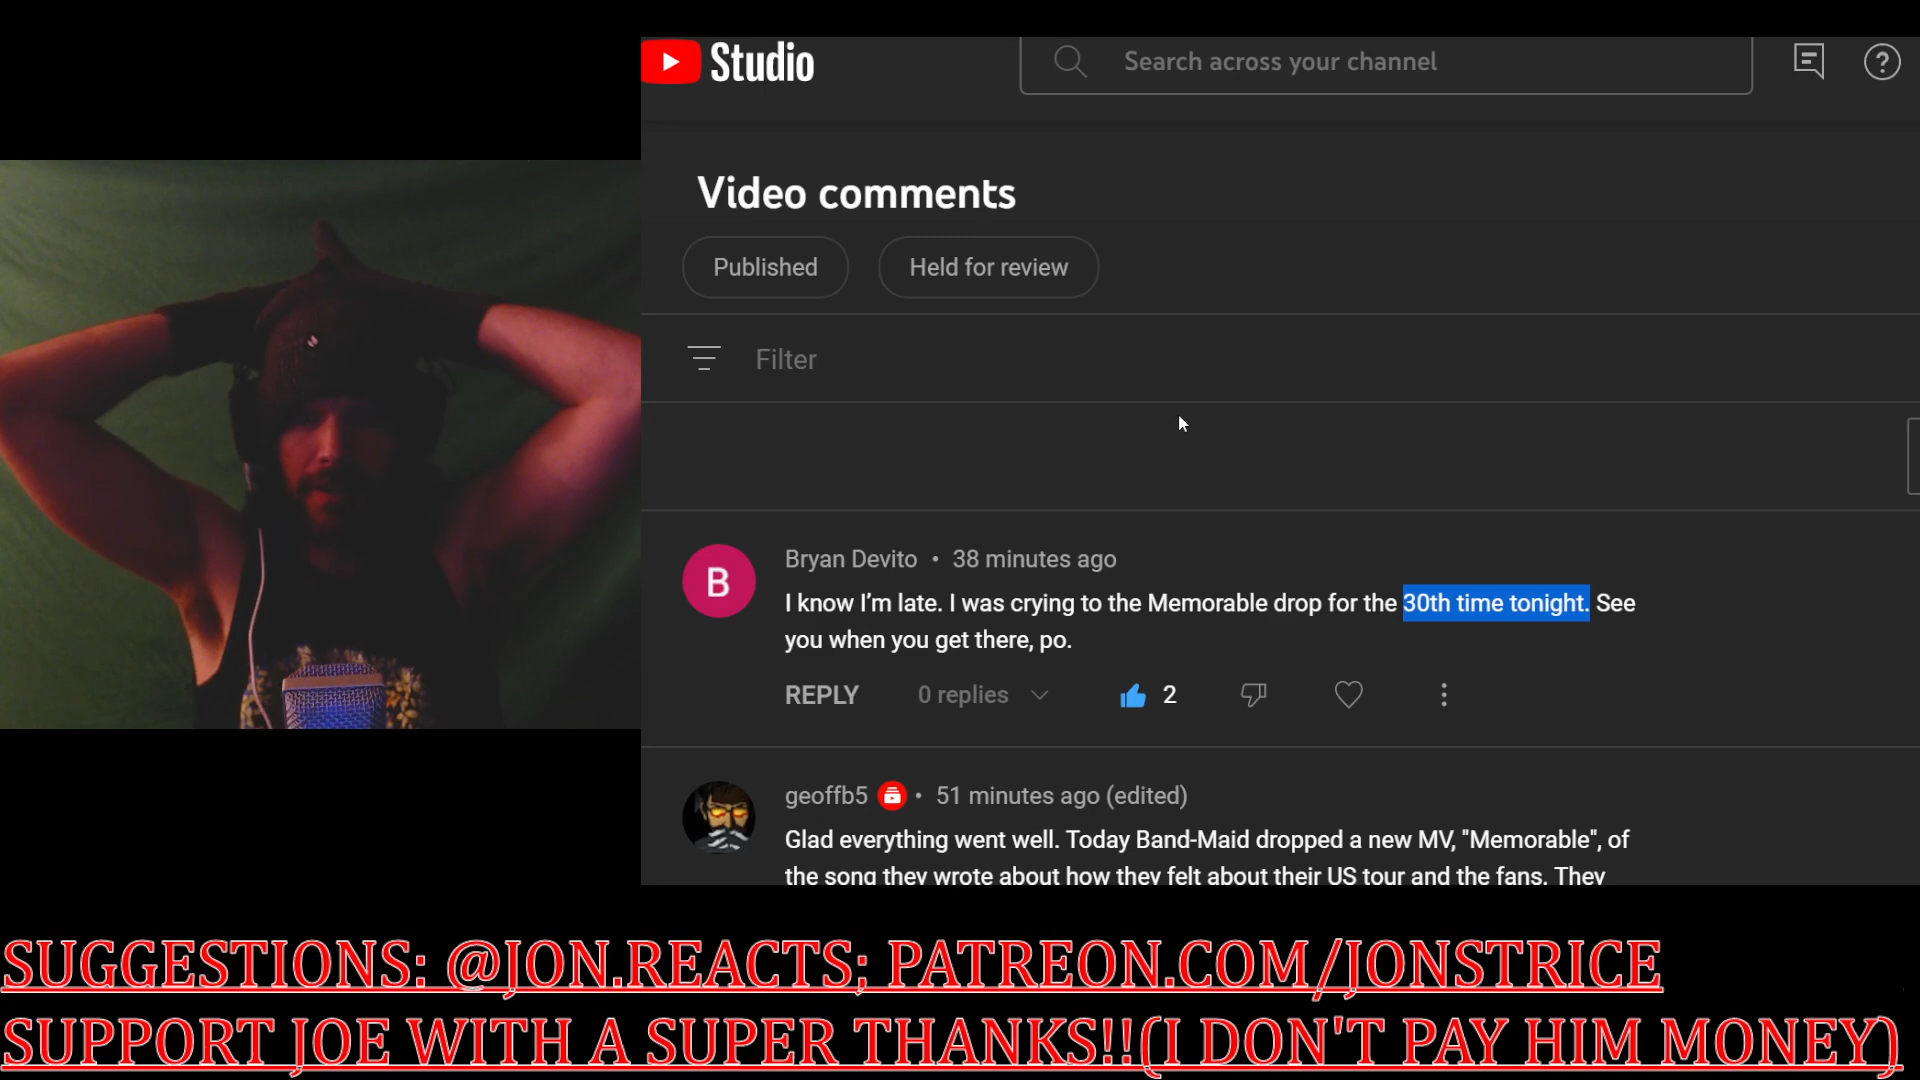 Studio
Search across your channel
Video comments
Published
Held for review
Filter
B
Bryan Devito • 38 minutes ago
I know I'm late. I was crying to the Memorable drop for the 30th time tonight. See
you when you get there, po.
REPLY
0 replies
2
geoffb5 • 51 minutes ago (edited)
Glad everything went well. Today Band-Maid dropped a new MV, "Memorable", of
the song they wrote about how they felt about their US tour and the fans. They
SUGGESTIONS: @JON.REACTS; PATREON.COM/JONSTRICE
SUPPORT JOE WITH A SUPER THANKS!!(I DON'T PAY HIM MONEY)